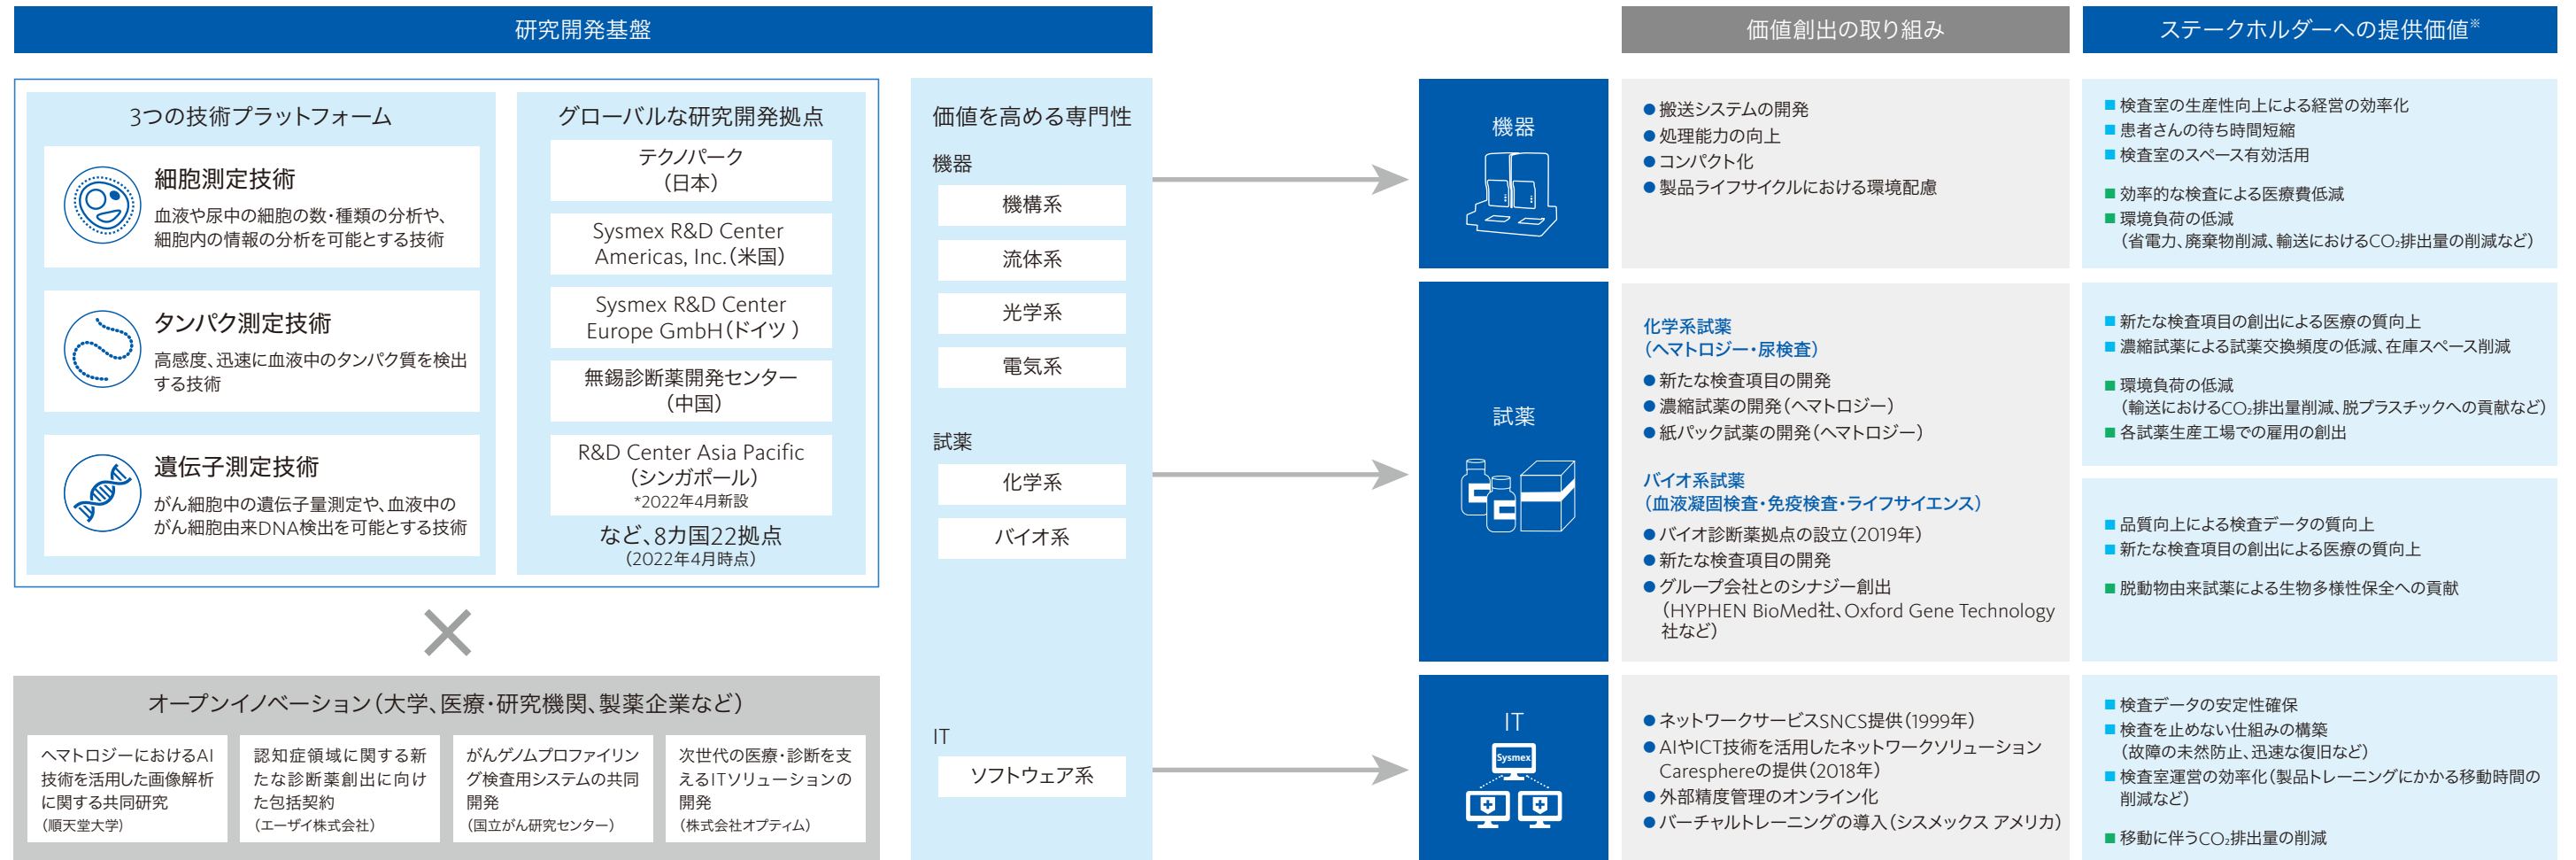 研究開発基盤
3つの技術プラットフォーム
細胞測定技術
血液や尿中の細胞の数・種類の分析や、
細胞内の情報の分析を可能とする技術
タンパク測定技術
高感度、迅速に血液中のタンパク質を検出
する技術
遺伝子測定技術
がん細胞中の遺伝子量測定や、血液中の
がん細胞由来DNA検出を可能とする技術
グローバルな研究開発拠点
テクノパーク
(日本)
Sysmex R&D Center
Americas, Inc.(米国)
Sysmex R&D Center
Europe GmbH(ドイツ )
無錫診断薬開発センター
(中国)
R&D Center Asia Pacific
(シンガポール)
*2022年4月新設
など、8カ国22拠点
(2022年4月時点)
×
オープンイノベーション(大学、医療・研究機関、製薬企業など)
ヘマトロジーにおけるAI
技術を活用した画像解析
に関する共同研究
(順天堂大学)
認知症領域に関する新
たな診断薬創出に向け
た包括契約
(エーザイ株式会社)
がんゲノムプロファイリン
グ検査用システムの共同
開発
(国立がん研究センター)
次世代の医療・診断を支
えるITソリューションの
開発
(株式会社オプティム)
価値を高める専門性
機器
機構系
流体系
光学系
電気系
試薬
化学系
バイオ系
IT
ソフトウェア系
価値創出の取り組み
ステークホルダーへの提供価値※
機器
●搬送システムの開発
●処理能力の向上
●コンパクト化
●製品ライフサイクルにおける環境配慮
■検査室の生産性向上による経営の効率化
■患者さんの待ち時間短縮
■検査室のスペース有効活用
■効率的な検査による医療費低減
■環境負荷の低減
(省電力、廃棄物削減、輸送におけるCO₂排出量の削減など)
試薬
化学系試薬
(ヘマトロジー・尿検査)
●新たな検査項目の開発
●濃縮試薬の開発(ヘマトロジー)
●紙パック試薬の開発(ヘマトロジー)
バイオ系試薬
(血液凝固検査・免疫検査・ライフサイエンス)
●バイオ診断薬拠点の設立(2019年)
●新たな検査項目の開発
●グループ会社とのシナジー創出
(HYPHEN BioMed社、Oxford Gene Technology
社など)
■新たな検査項目の創出による医療の質向上
■濃縮試薬による試薬交換頻度の低減、在庫スペース削減
■環境負荷の低減
(輸送におけるCO₂排出量削減、脱プラスチックへの貢献など)
■各試薬生産工場での雇用の創出
■品質向上による検査データの質向上
■新たな検査項目の創出による医療の質向上
■脱動物由来試薬による生物多様性保全への貢献
IT
Sysmex
●ネットワークサービスSNCS提供(1999年)
●AIやICT技術を活用したネットワークソリューション
Caresphereの提供(2018年)
●外部精度管理のオンライン化
●バーチャルトレーニングの導入(シスメックス アメリカ)
■検査データの安定性確保
■検査を止めない仕組みの構築
(故障の未然防止、迅速な復旧など)
■検査室運営の効率化(製品トレーニングにかかる移動時間の
削減など)
■移動に伴うCO₂排出量の削減